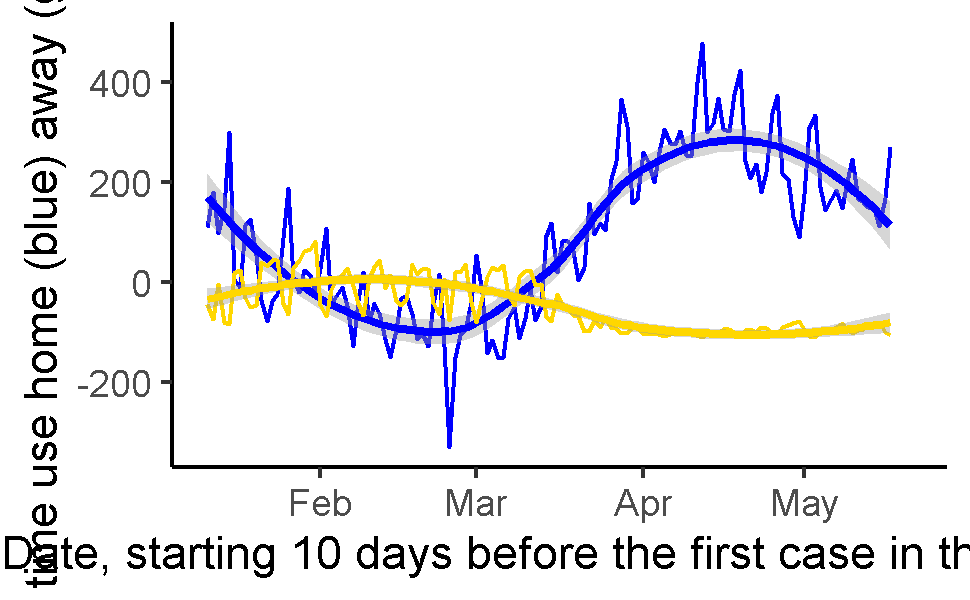 time use home (blue) away (
400
200
0
-200
Feb Mar Apr May
Date, starting 10 days before the first case in th